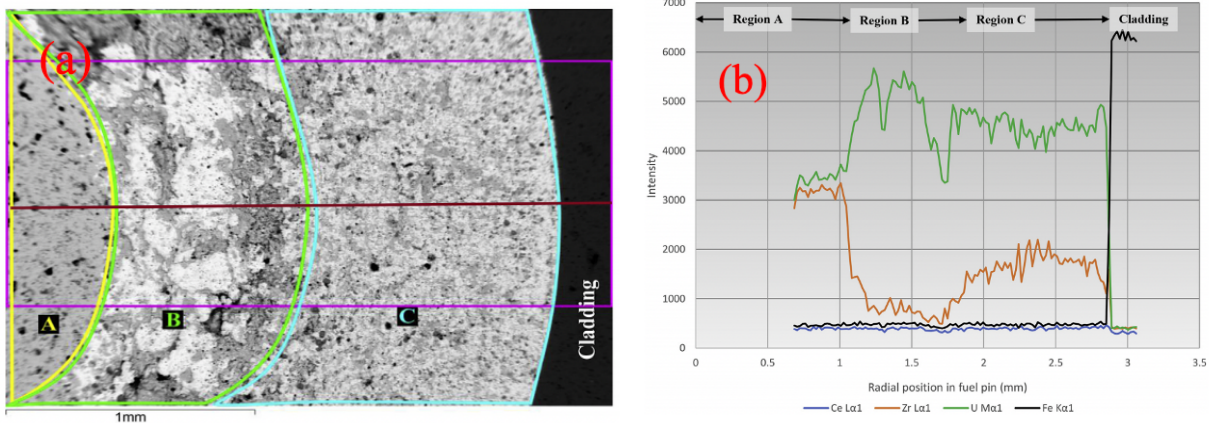 (a)
A
B
C
Cladding
1mm
7000
6000
5000
4000
3000
2000
1000
0
Intensity
Region A
Region B
Region C
Cladding
(b)
0
0.5
1
1.5
2
2.5
3
3.5
Radial position in fuel pin (mm)
Ce Lα1
Zr Lα1
U Mα1
Fe Kα1